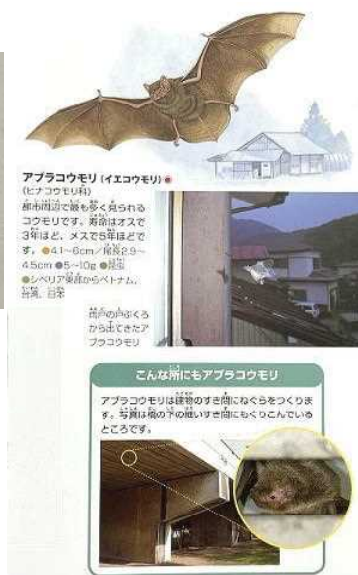 アブラコウモリ (イエコウモリ)
(ヒナコウモリ科)
都市周辺で最も多く見られる
コウモリです。寿命はオスで
3年ほど、メスで5年ほどで
す。●4.1〜6cm/尾長2.9〜
4.5cm ●5〜10g ●昆虫
●シベリア東部からベトナム、
台湾、日本
雨戸の戸ぶくろ
から出てきたア
ブラコウモリ
こんな所にもアブラコウモリ
アブラコウモリは建物のすき間にねぐらをつくりま
す。写真は橋の下の細いすき間にもぐりこんでいる
ところです。